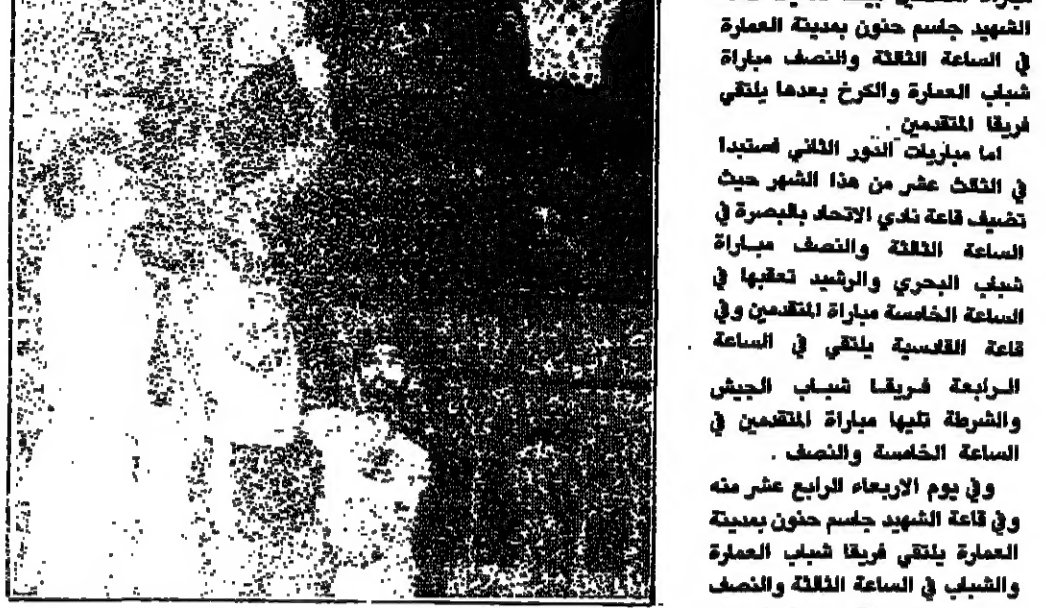 الشهيد جاسم حنون بمدينة العمارة
في الساعة الثالثة والنصف مباراة
شباب العمارة والكرخ بعدها يلتقي
فريقا المتقدمين .
اما مباريات الدور الثاني فستبدا
في الثالث عشر من هذا الشهر حيث
تضيف قاعة نادي الاتحاد بالبصرة في
الساعة الثالثة والنصف مباراة
شباب البحري والرشيد تعقبها في
الساعة الخامسة مباراة المتقدمين وفي
قاعة القادسية يلتقي في الساعة
الرابعة فريقا شباب الجيش
والشرطة تليها مباراة المتقدمين في
الساعة الخامسة والنصف .
وفي يوم الاربعاء الرابع عشر منه
وفي قاعة الشهيد جاسم حنون بمدينة
العمارة يلتقي فريقا شباب العمارة
والشباب في الساعة الثالثة والنصف